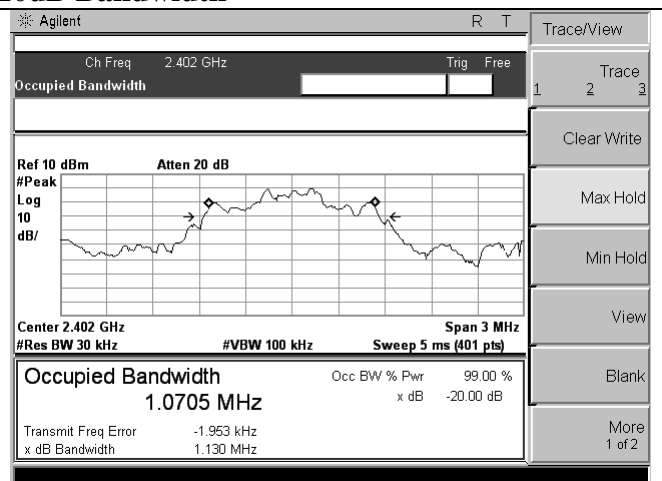 Agilent R T Trace/View
Ch Freq 2.402 GHz Trig Free
Occupied Bandwidth
Trace
1 2 3
Clear Write
Max Hold
Min Hold
View
Blank
More
1 of 2
Ref 10 dBm Atten 20 dB
#Peak
Log
10
dB/
Center 2.402 GHz Span 3 MHz
#Res BW 30 kHz #VBW 100 kHz Sweep 5 ms (401 pts)
Occupied Bandwidth Occ BW % Pwr 99.00 %
1.0705 MHz x dB -20.00 dB
Transmit Freq Error -1.953 kHz
x dB Bandwidth 1.130 MHz